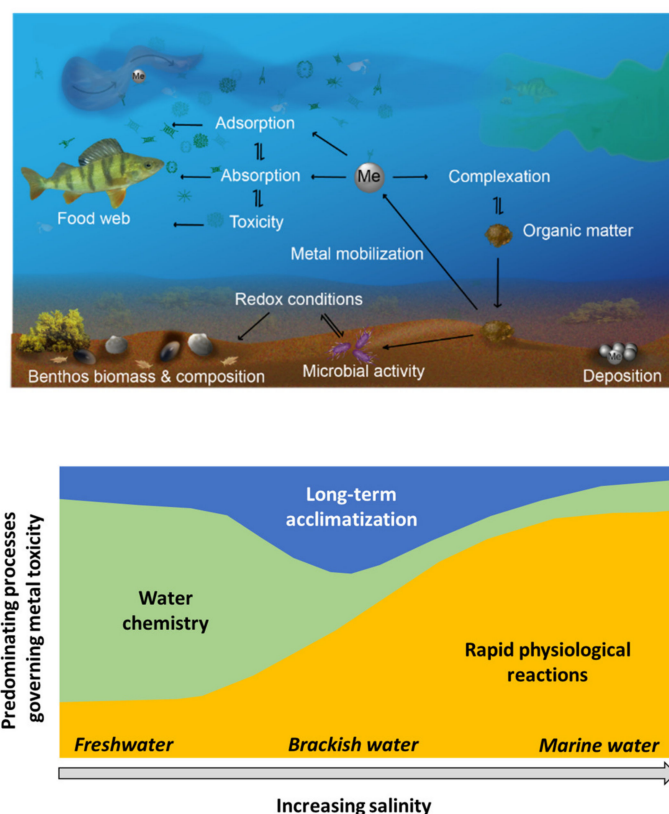 Me
Adsorption
Absorption
Me
Complexation
Food web
Toxicity
Organic matter
Metal mobilization
Redox conditions
Benthos biomass & composition
Microbial activity
Me
Deposition
Predominating processes
governing metal toxicity
Long-term
acclimatization
Water
chemistry
Rapid physiological
reactions
Freshwater
Brackish water
Marine water
Increasing salinity